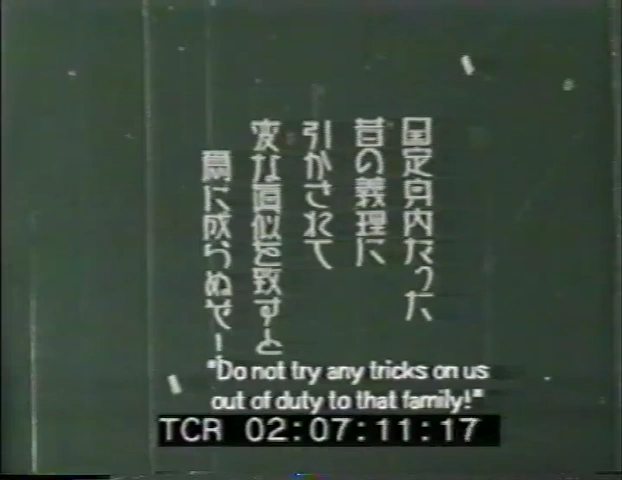 国定身内だった
昔の義理に
引かされて
変な真似を致すと
爲に成らぬぞ!
"Do not try any tricks on us
out of duty to that family!"
TCR 02:07:11:17